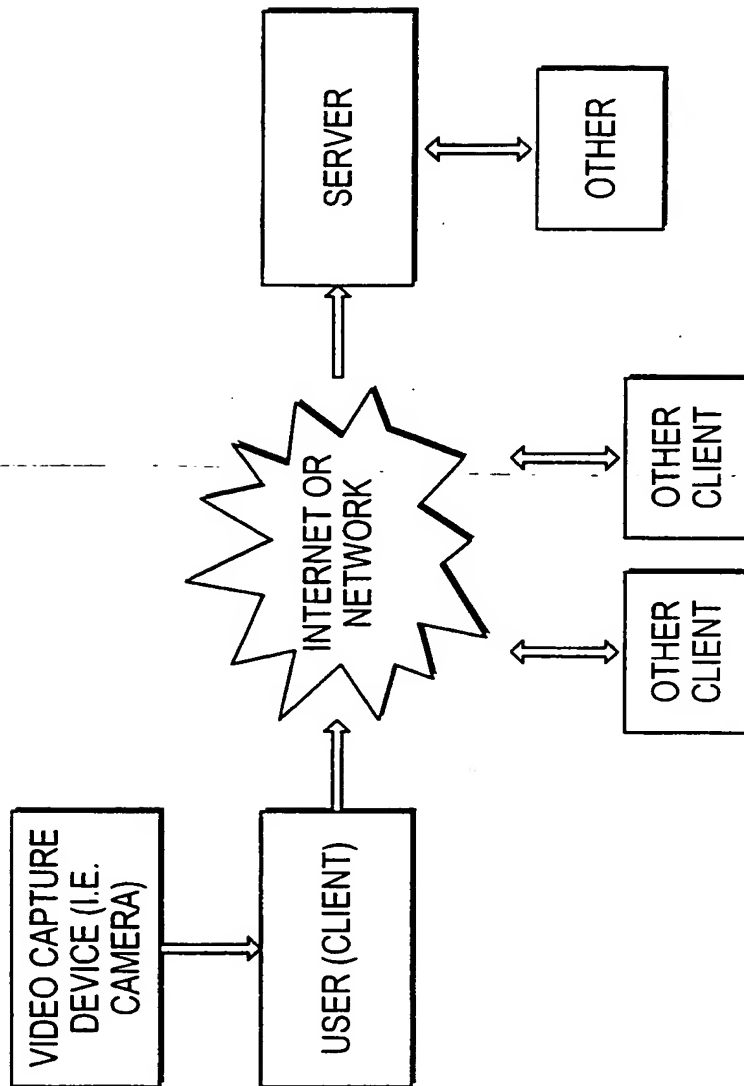 VIDEO CAPTURE
DEVICE (I.E.
CAMERA)
USER (CLIENT)
INTERNET OR
NETWORK
SERVER
OTHER
OTHER
CLIENT
OTHER
CLIENT